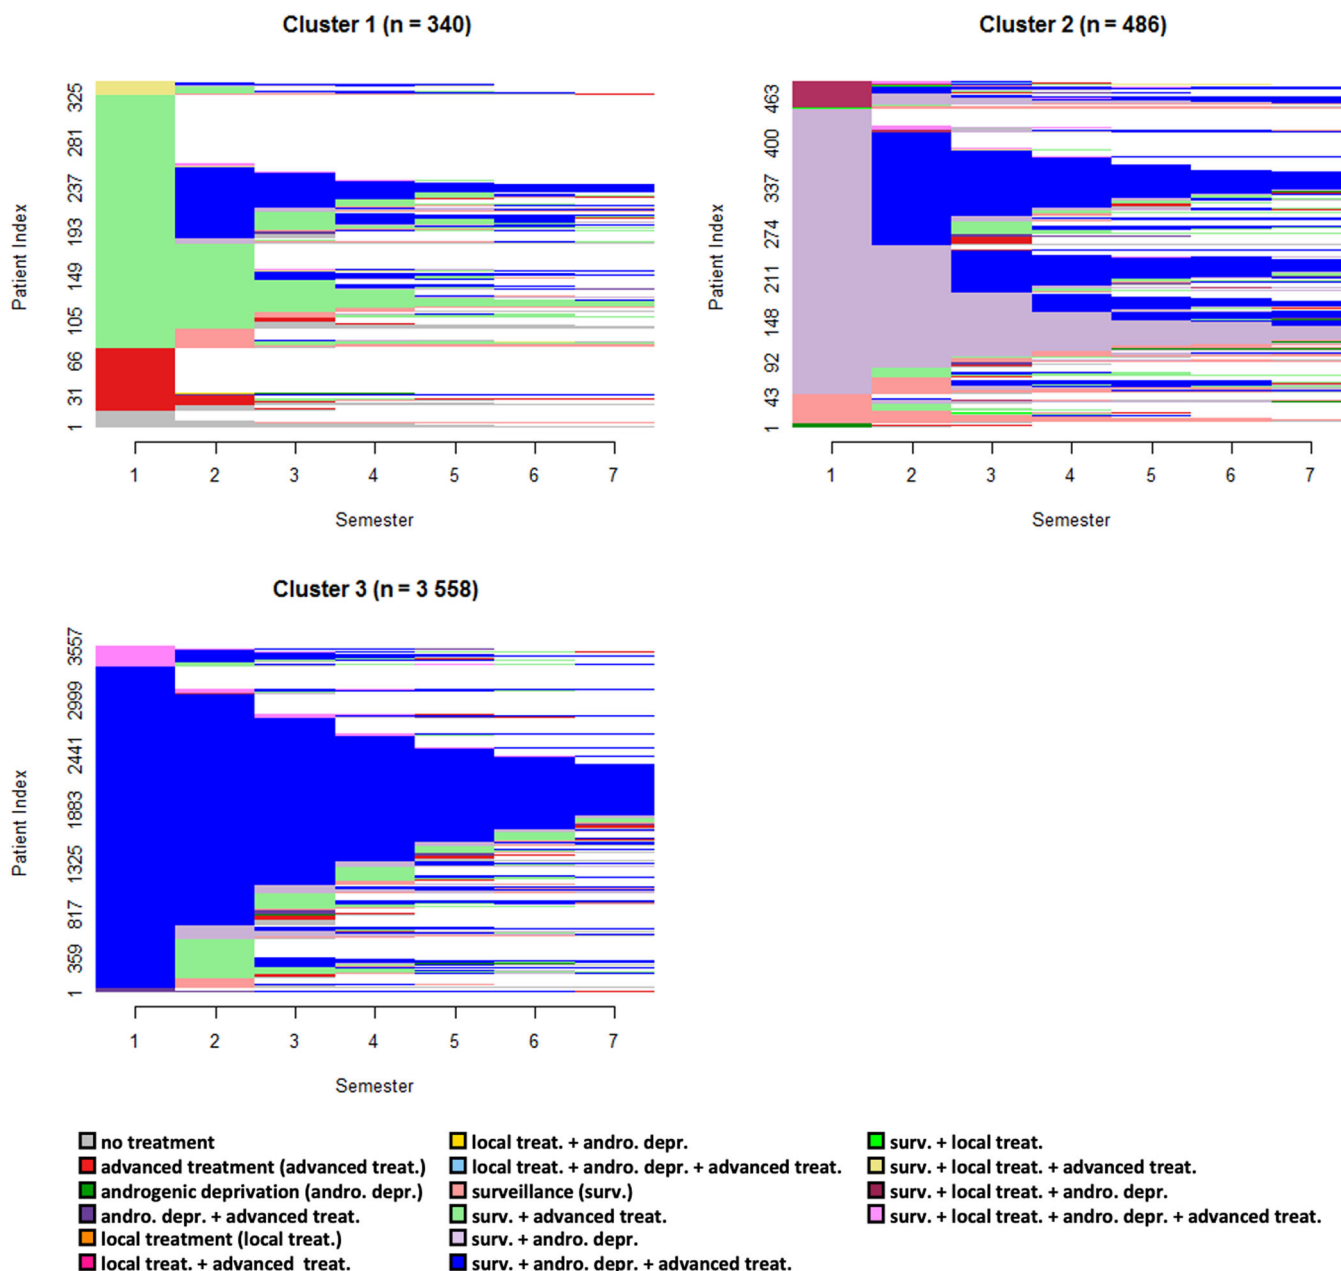 Cluster 1 (n = 340)
Patient Index
325
281
237
193
149
105
66
31
1
1 2 3 4 5 6 7
Semester
Cluster 2 (n = 486)
Patient Index
463
400
337
274
211
148
92
43
1
1 2 3 4 5 6 7
Semester
Cluster 3 (n = 3 558)
Patient Index
3557
2999
2441
1883
1325
817
359
1
1 2 3 4 5 6 7
Semester
no treatment
advanced treatment (advanced treat.)
androgenic deprivation (andro. depr.)
andro. depr. + advanced treat.
local treatment (local treat.)
local treat. + advanced treat.
local treat. + andro. depr.
local treat. + andro. depr. + advanced treat.
surveillance (surv.)
surv. + advanced treat.
surv. + andro. depr.
surv. + andro. depr. + advanced treat.
surv. + local treat.
surv. + local treat. + advanced treat.
surv. + local treat. + andro. depr.
surv. + local treat. + andro. depr. + advanced treat.